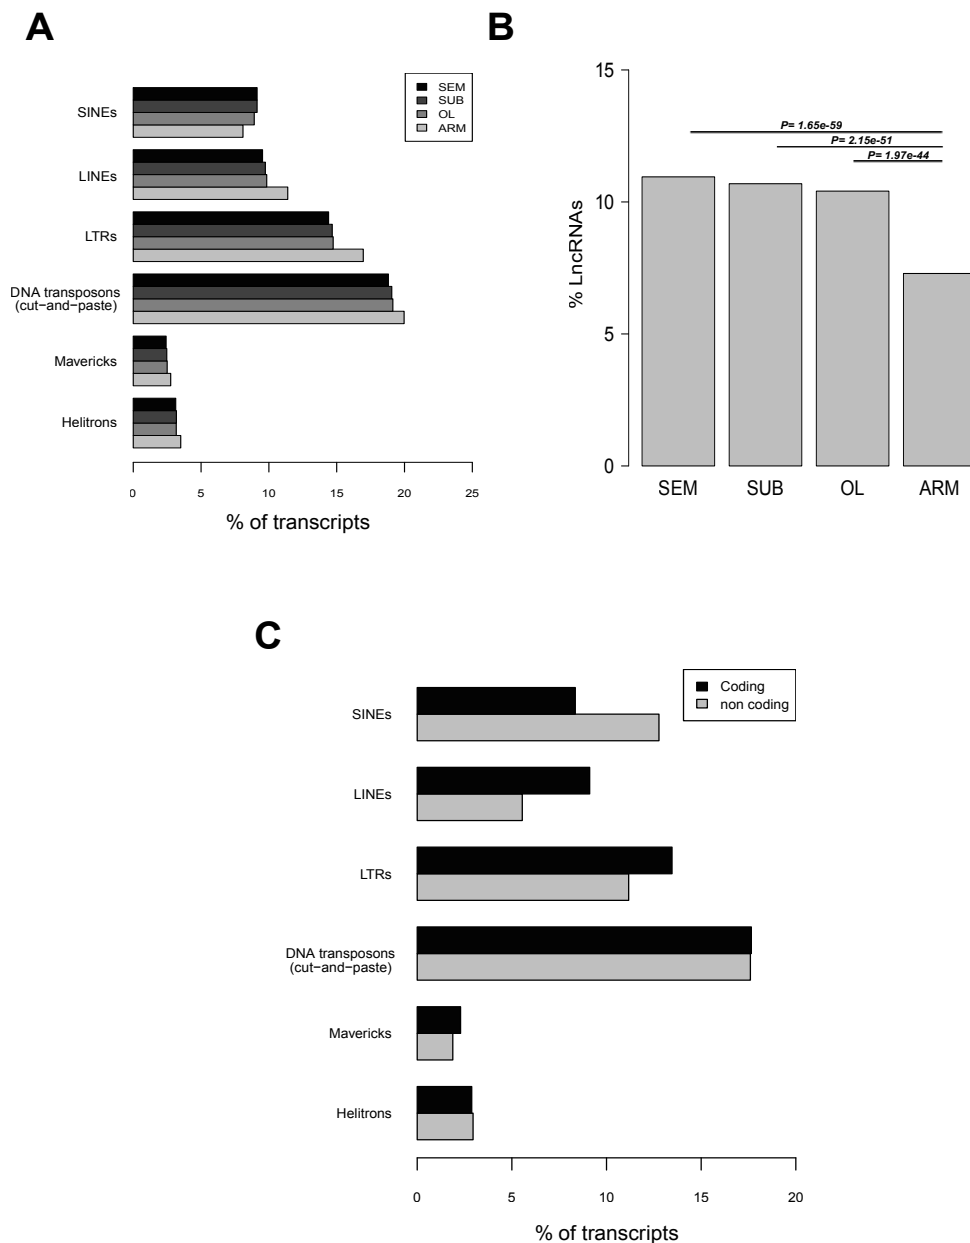 A
SEM
SUB
OL
ARM
SINEs
LINEs
LTRs
DNA transposons
(cut−and−paste)
Mavericks
Helitrons
0 5 10 15 20 25
% of transcripts
B
15
10
5
0
% LncRNAs
P= 1.65e-59
P= 2.15e-51
P= 1.97e-44
SEM SUB OL ARM
C
Coding
non coding
SINEs
LINEs
LTRs
DNA transposons
(cut−and−paste)
Mavericks
Helitrons
0 5 10 15 20
% of transcripts